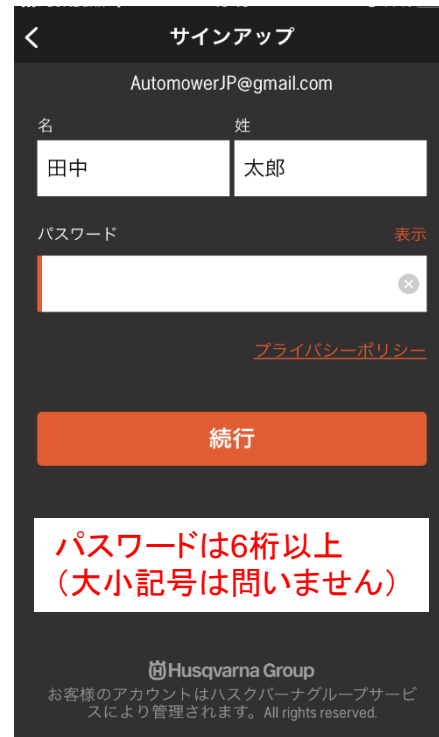 サインアップ
AutomowerJP@gmail.com
名 姓
田中 太郎
パスワード 表示
プライバシーポリシー
続行
パスワードは6桁以上
（大小記号は問いません）
Husqvarna Group
お客様のアカウントはハスクバーナグループサービ
スにより管理されます。All rights reserved.